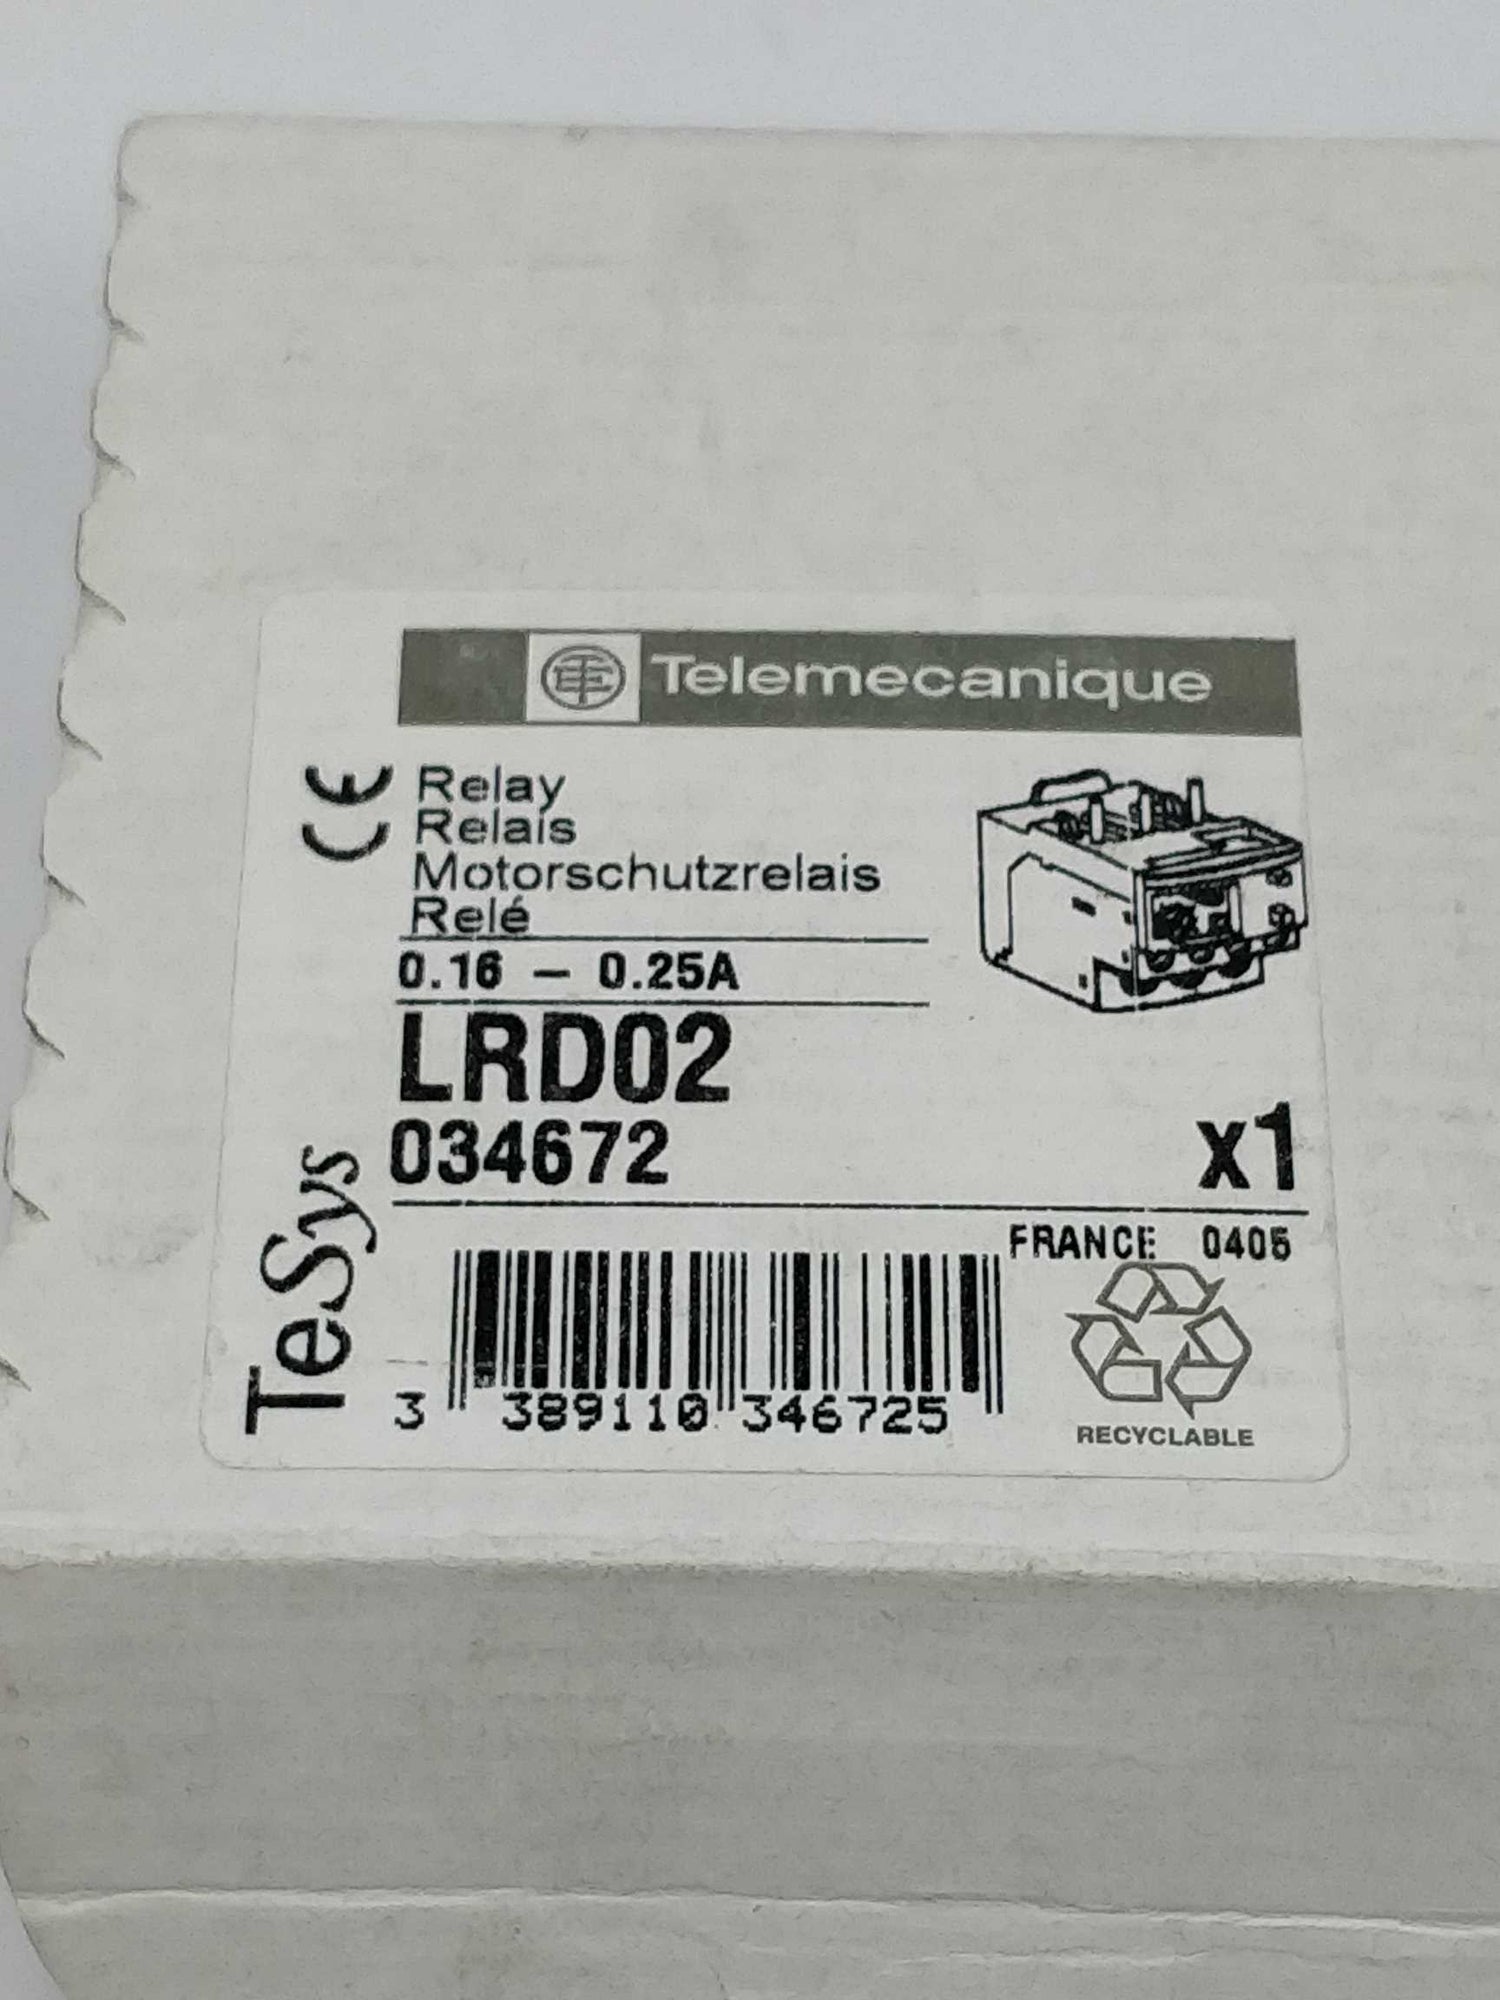 Telemecanique
CE
Relay
Relais
Motorschutzrelais
Relé
0.16 – 0.25A
LRD02
034672
x1
TeSys
FRANCE 0405
3 389110 346725
RECYCLABLE